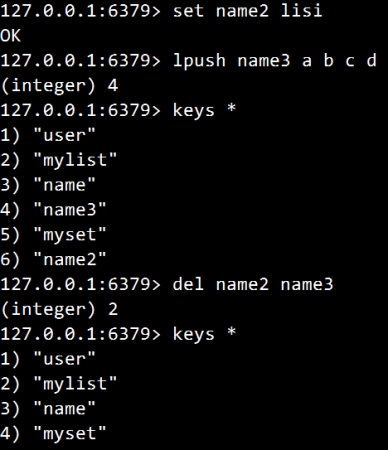 127.0.0.1:6379> set name2 lisi
OK
127.0.0.1:6379> lpush name3 a b c d
(integer) 4
127.0.0.1:6379> keys *
1) "user"
2) "mylist"
3) "name"
4) "name3"
5) "myset"
6) "name2"
127.0.0.1:6379> del name2 name3
(integer) 2
127.0.0.1:6379> keys *
1) "user"
2) "mylist"
3) "name"
4) "myset"